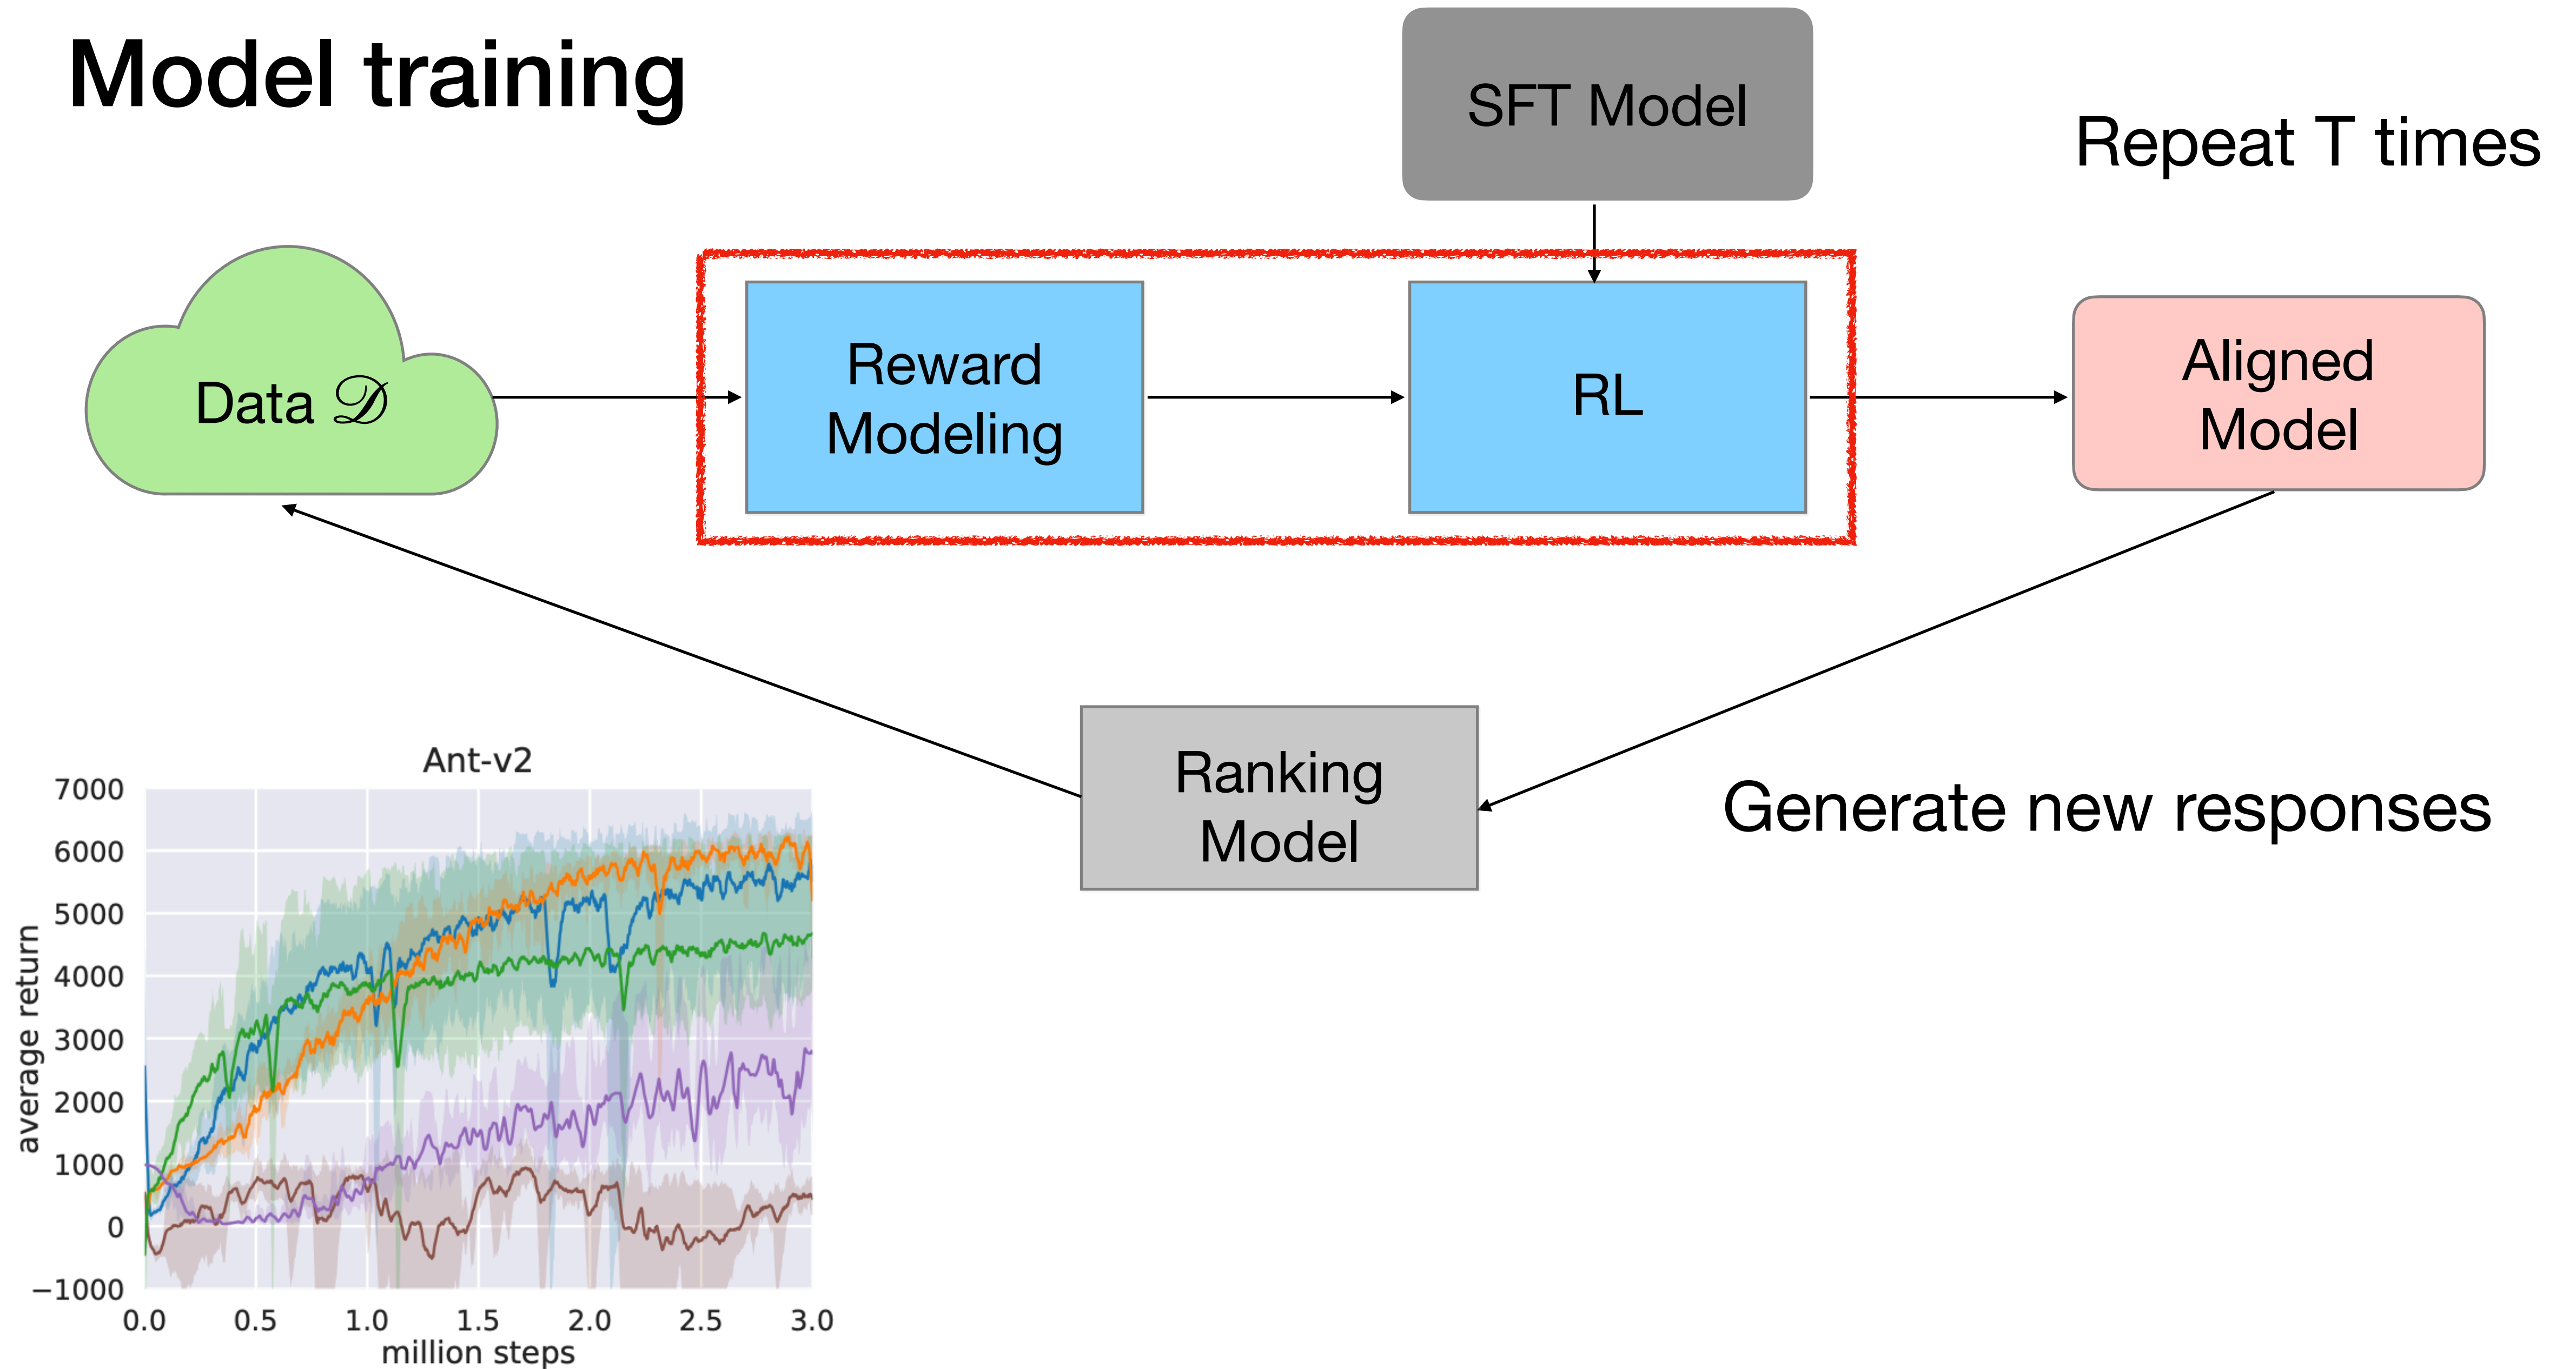 Model training
SFT Model
Repeat T times
Data 𝒟
Reward
Modeling
RL
Aligned
Model
Ranking
Model
Generate new responses
Ant-v2
7000
6000
5000
4000
3000
2000
1000
0
−1000
average return
0.0 0.5 1.0 1.5 2.0 2.5 3.0
million steps